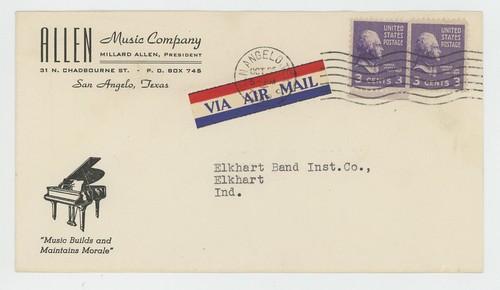 ALLEN Music Company
MILLARD ALLEN, PRESIDENT
31 N. CHADBOURNE ST. - P. O. BOX 745
San Angelo, Texas
N ANGELO
OCT
VIA AIR MAIL
UNITED STATES POSTAGE
3 CENTS 3
UNITED STATES POSTAGE
3 CENTS 3
Elkhart Band Inst.Co.,
Elkhart
Ind.
"Music Builds and
Maintains Morale"